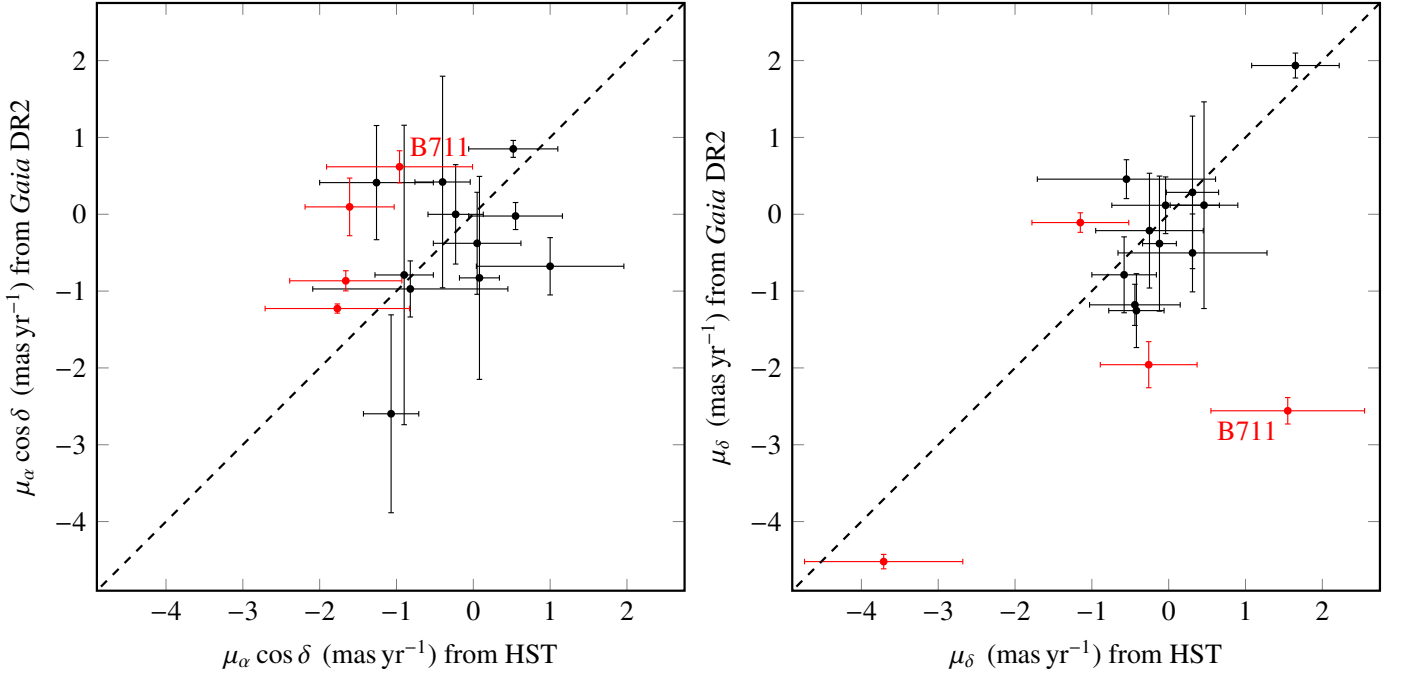 2
1
0
−1
−2
−3
−4
μα cos δ (mas yr−1) from Gaia DR2
B711
−4 −3 −2 −1 0 1 2
μα cos δ (mas yr−1) from HST
2
1
0
−1
−2
−3
−4
μδ (mas yr−1) from Gaia DR2
B711
−4 −3 −2 −1 0 1 2
μδ (mas yr−1) from HST